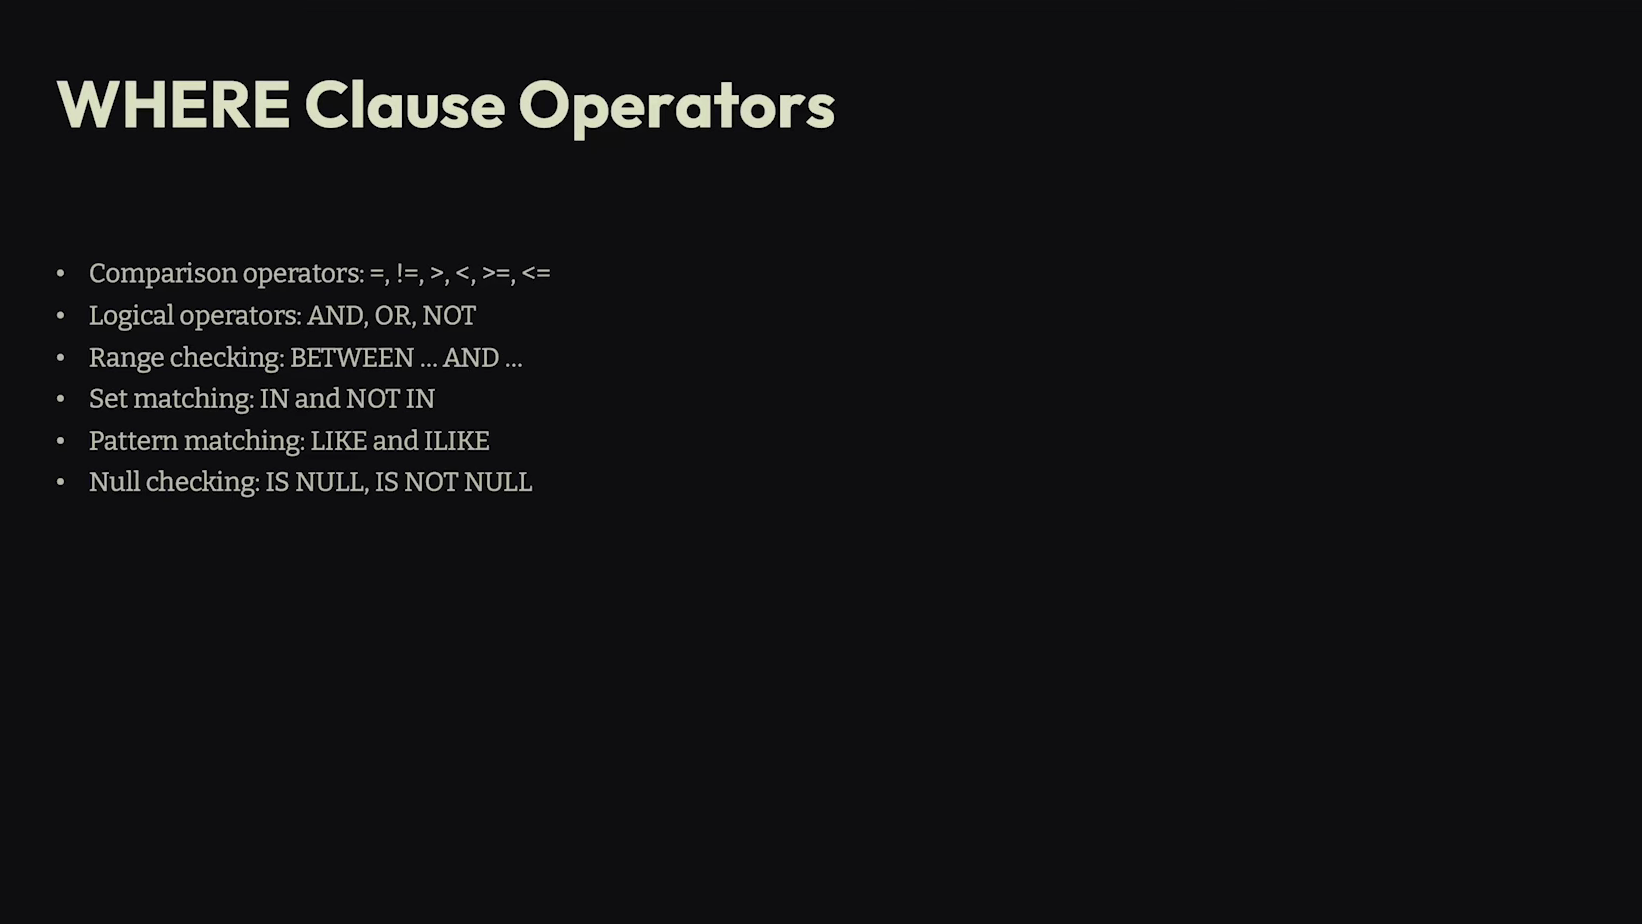 WHERE Clause Operators
• Comparison operators: =, !=, >, <, >=, <=
• Logical operators: AND, OR, NOT
• Range checking: BETWEEN ... AND ...
• Set matching: IN and NOT IN
• Pattern matching: LIKE and ILIKE
• Null checking: IS NULL, IS NOT NULL